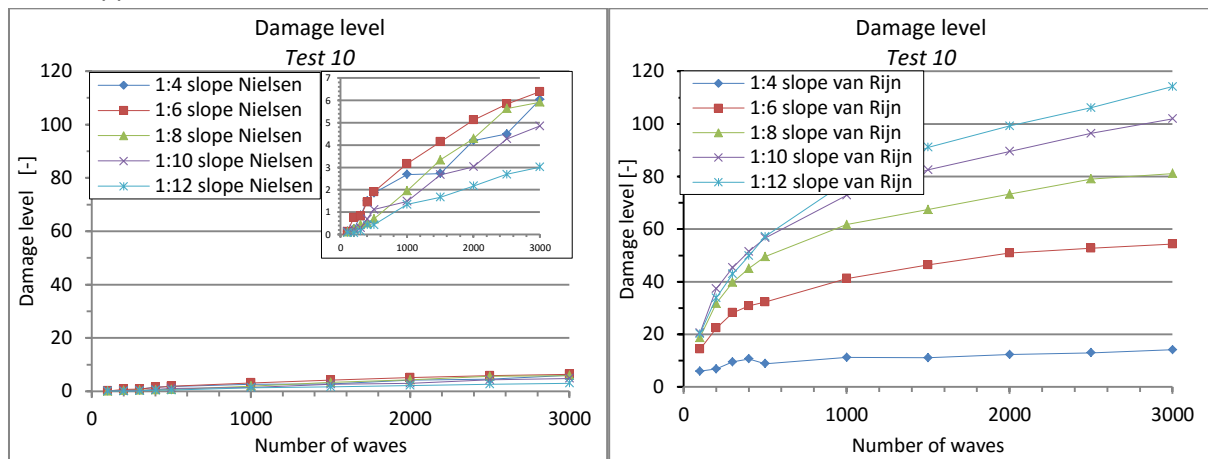 Damage level
Test 10
120
100
80
60
40
20
0
Damage level [-]
1:4 slope Nielsen
1:6 slope Nielsen
1:8 slope Nielsen
1:10 slope Nielsen
1:12 slope Nielsen
7
6
5
4
3
2
1
0
0 1000 2000 3000
0 1000 2000 3000
Number of waves
Damage level
Test 10
120
100
80
60
40
20
0
Damage level [-]
1:4 slope van Rijn
1:6 slope van Rijn
1:8 slope van Rijn
1:10 slope van Rijn
1:12 slope van Rijn
0 1000 2000 3000
Number of waves